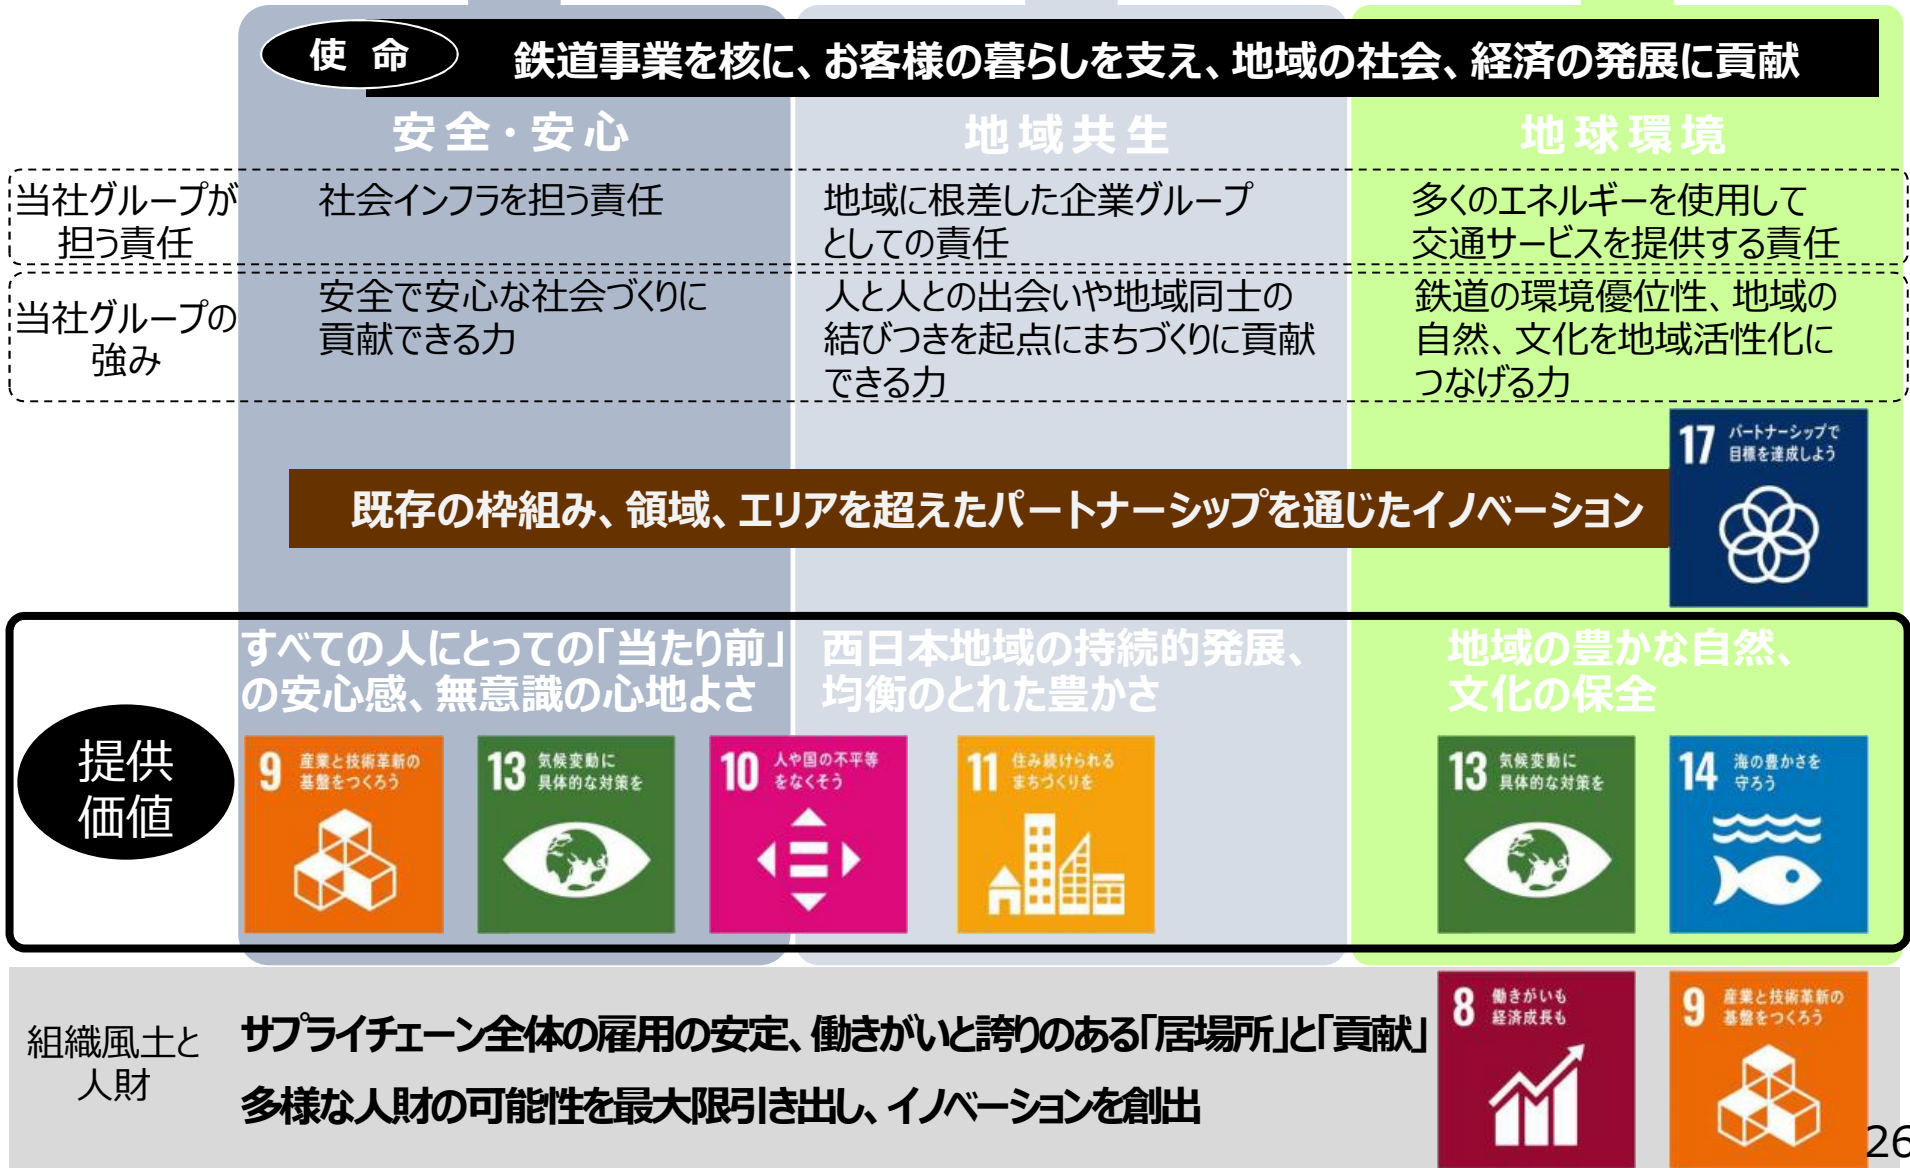 使命
鉄道事業を核に、お客様の暮らしを支え、地域の社会、経済の発展に貢献
安全・安心
地域共生
地球環境
当社グループが
担う責任
社会インフラを担う責任
地域に根差した企業グループ
としての責任
多くのエネルギーを使用して
交通サービスを提供する責任
当社グループの
強み
安全で安心な社会づくりに
貢献できる力
人と人との出会いや地域同士の
結びつきを起点にまちづくりに貢献
できる力
鉄道の環境優位性、地域の
自然、文化を地域活性化に
つなげる力
17 パートナーシップで
目標を達成しよう
既存の枠組み、領域、エリアを超えたパートナーシップを通じたイノベーション
提供
価値
すべての人にとっての「当たり前」
の安心感、無意識の心地よさ
西日本地域の持続的発展、
均衡のとれた豊かさ
地域の豊かな自然、
文化の保全
9 産業と技術革新の
基盤をつくろう
13 気候変動に
具体的な対策を
10 人や国の不平等
をなくそう
11 住み続けられる
まちづくりを
13 気候変動に
具体的な対策を
14 海の豊かさを
守ろう
組織風土と
人財
サプライチェーン全体の雇用の安定、働きがいと誇りのある「居場所」と「貢献」
多様な人財の可能性を最大限引き出し、イノベーションを創出
8 働きがいも
経済成長も
9 産業と技術革新の
基盤をつくろう
26